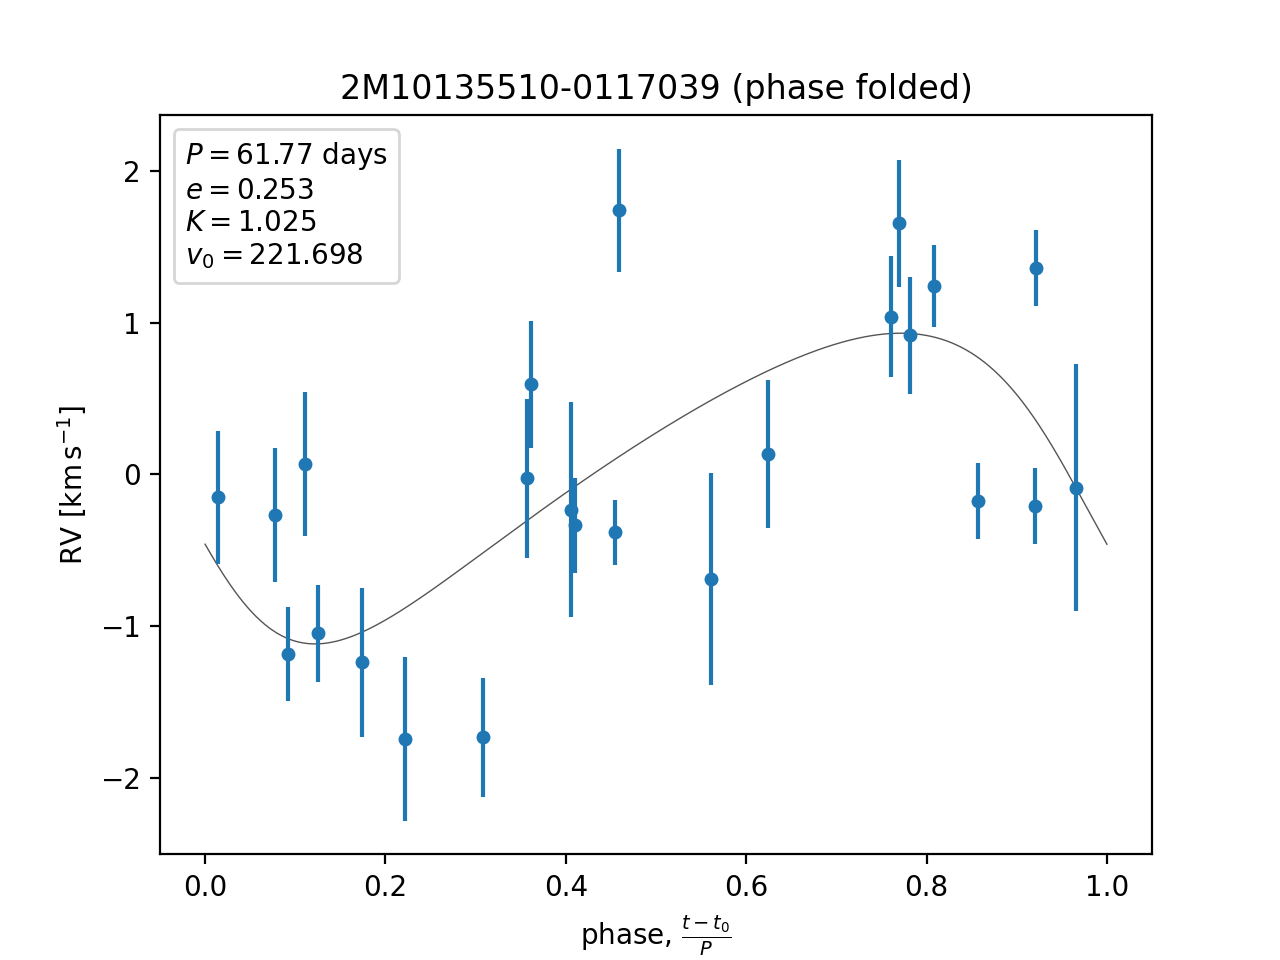 2M10135510-0117039 (phase folded)
P = 61.77 days
e = 0.253
K = 1.025
v₀ = 221.698
RV [km s⁻¹]
2
1
0
−1
−2
0.0 0.2 0.4 0.6 0.8 1.0
phase, (t − t₀)/P